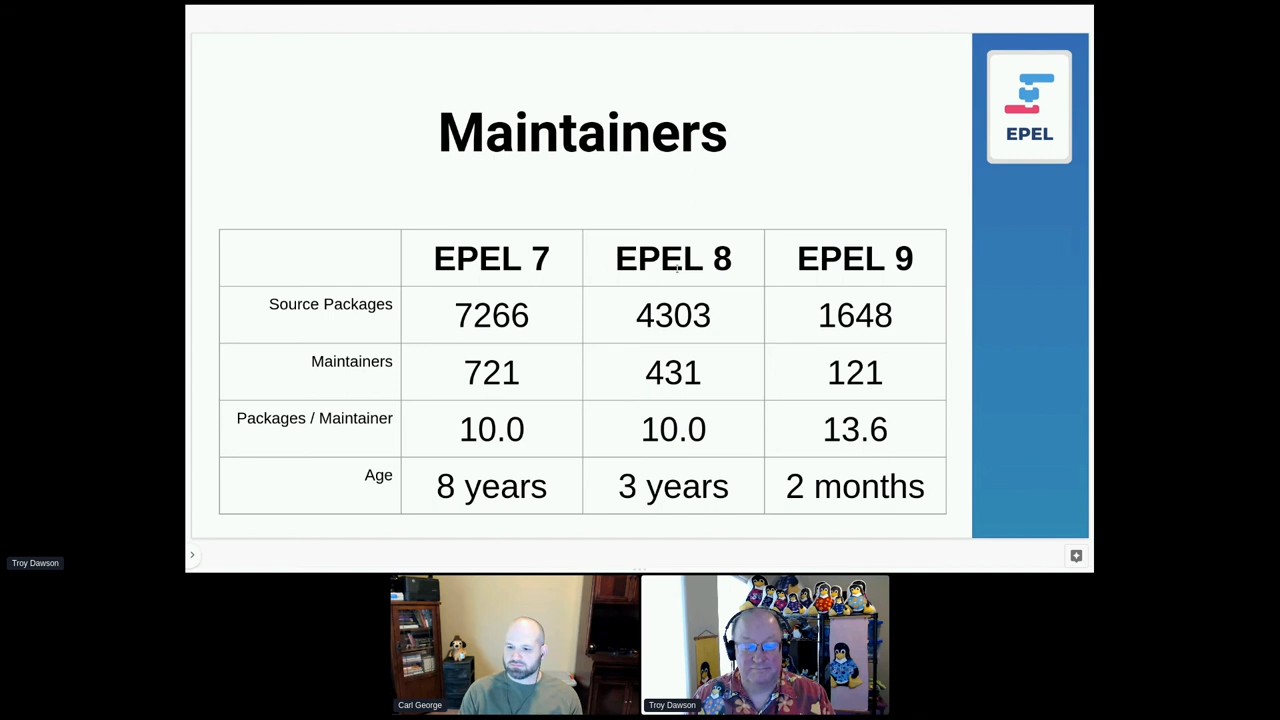 Maintainers
EPEL
EPEL 7 EPEL 8 EPEL 9
Source Packages 7266 4303 1648
Maintainers 721 431 121
Packages / Maintainer 10.0 10.0 13.6
Age 8 years 3 years 2 months
Troy Dawson
Carl George
Troy Dawson